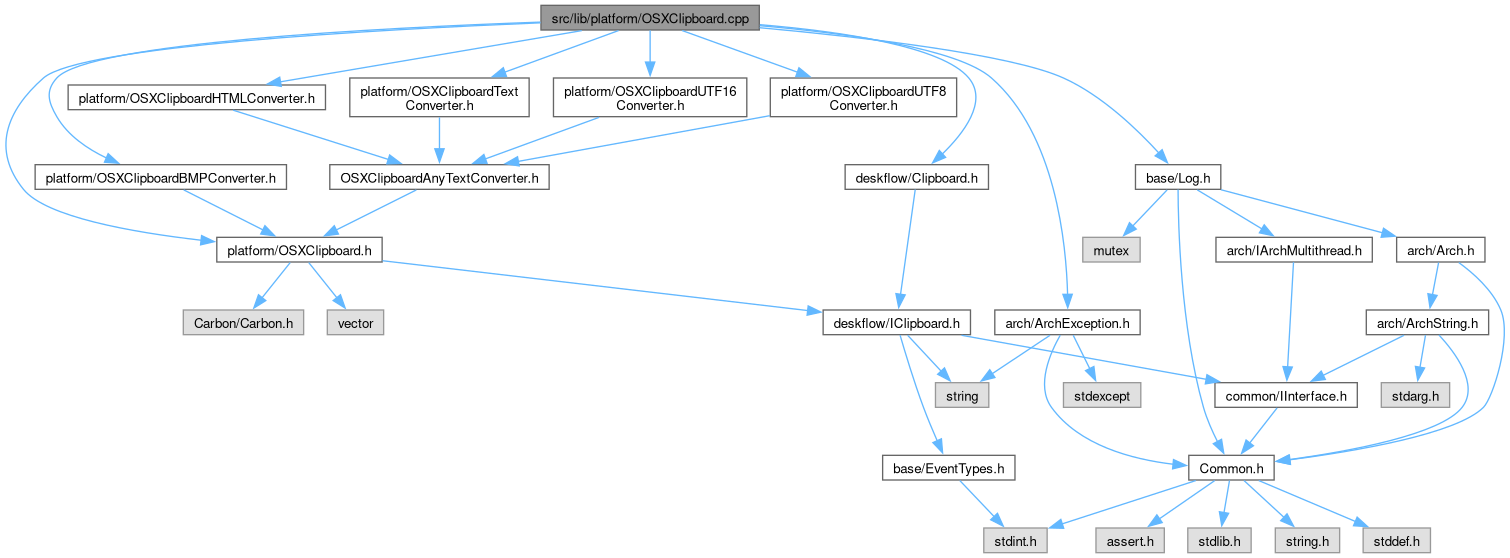 src/lib/platform/OSXClipboard.cpp
platform/OSXClipboardHTMLConverter.h
platform/OSXClipboardText
Converter.h
platform/OSXClipboardUTF16
Converter.h
platform/OSXClipboardUTF8
Converter.h
platform/OSXClipboardBMPConverter.h
OSXClipboardAnyTextConverter.h
deskflow/Clipboard.h
base/Log.h
platform/OSXClipboard.h
mutex
arch/IArchMultithread.h
arch/Arch.h
Carbon/Carbon.h
vector
deskflow/IClipboard.h
arch/ArchException.h
arch/ArchString.h
string
stdexcept
common/IInterface.h
stdarg.h
base/EventTypes.h
Common.h
stdint.h
assert.h
stdlib.h
string.h
stddef.h